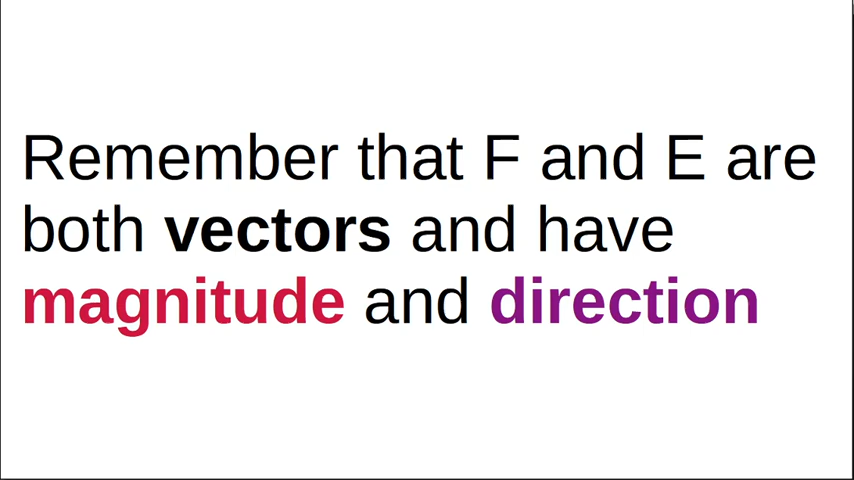 Remember that F and E are
both vectors and have
magnitude and direction